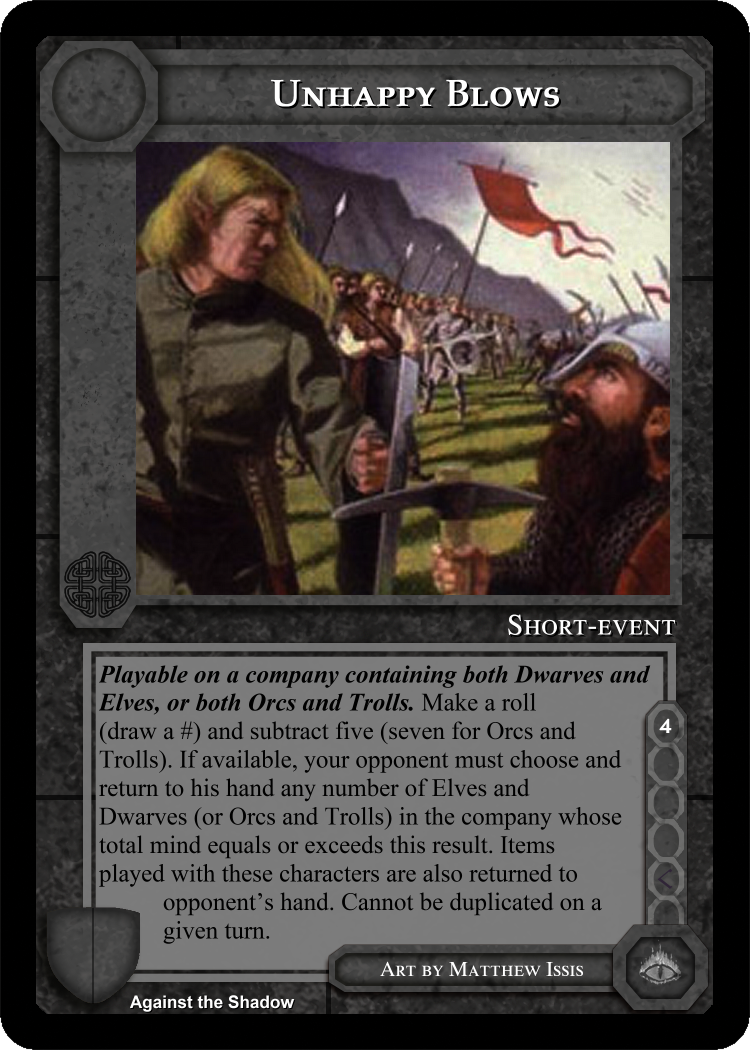 Unhappy Blows
Short-event
Playable on a company containing both Dwarves and
Elves, or both Orcs and Trolls. Make a roll
(draw a #) and subtract five (seven for Orcs and
Trolls). If available, your opponent must choose and
return to his hand any number of Elves and
Dwarves (or Orcs and Trolls) in the company whose
total mind equals or exceeds this result. Items
played with these characters are also returned to
opponent’s hand. Cannot be duplicated on a
given turn.
4
Art by Matthew Issis
Against the Shadow